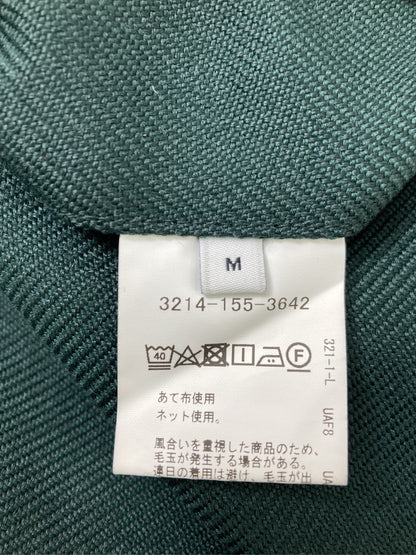 M
3214-155-3642
40 F
あて布使用
ネット使用。
風合いを重視した商品のため、
毛玉が発生する場合がある。
連日の着用は避け、毛玉が出
321-1-L
UAF8
UA